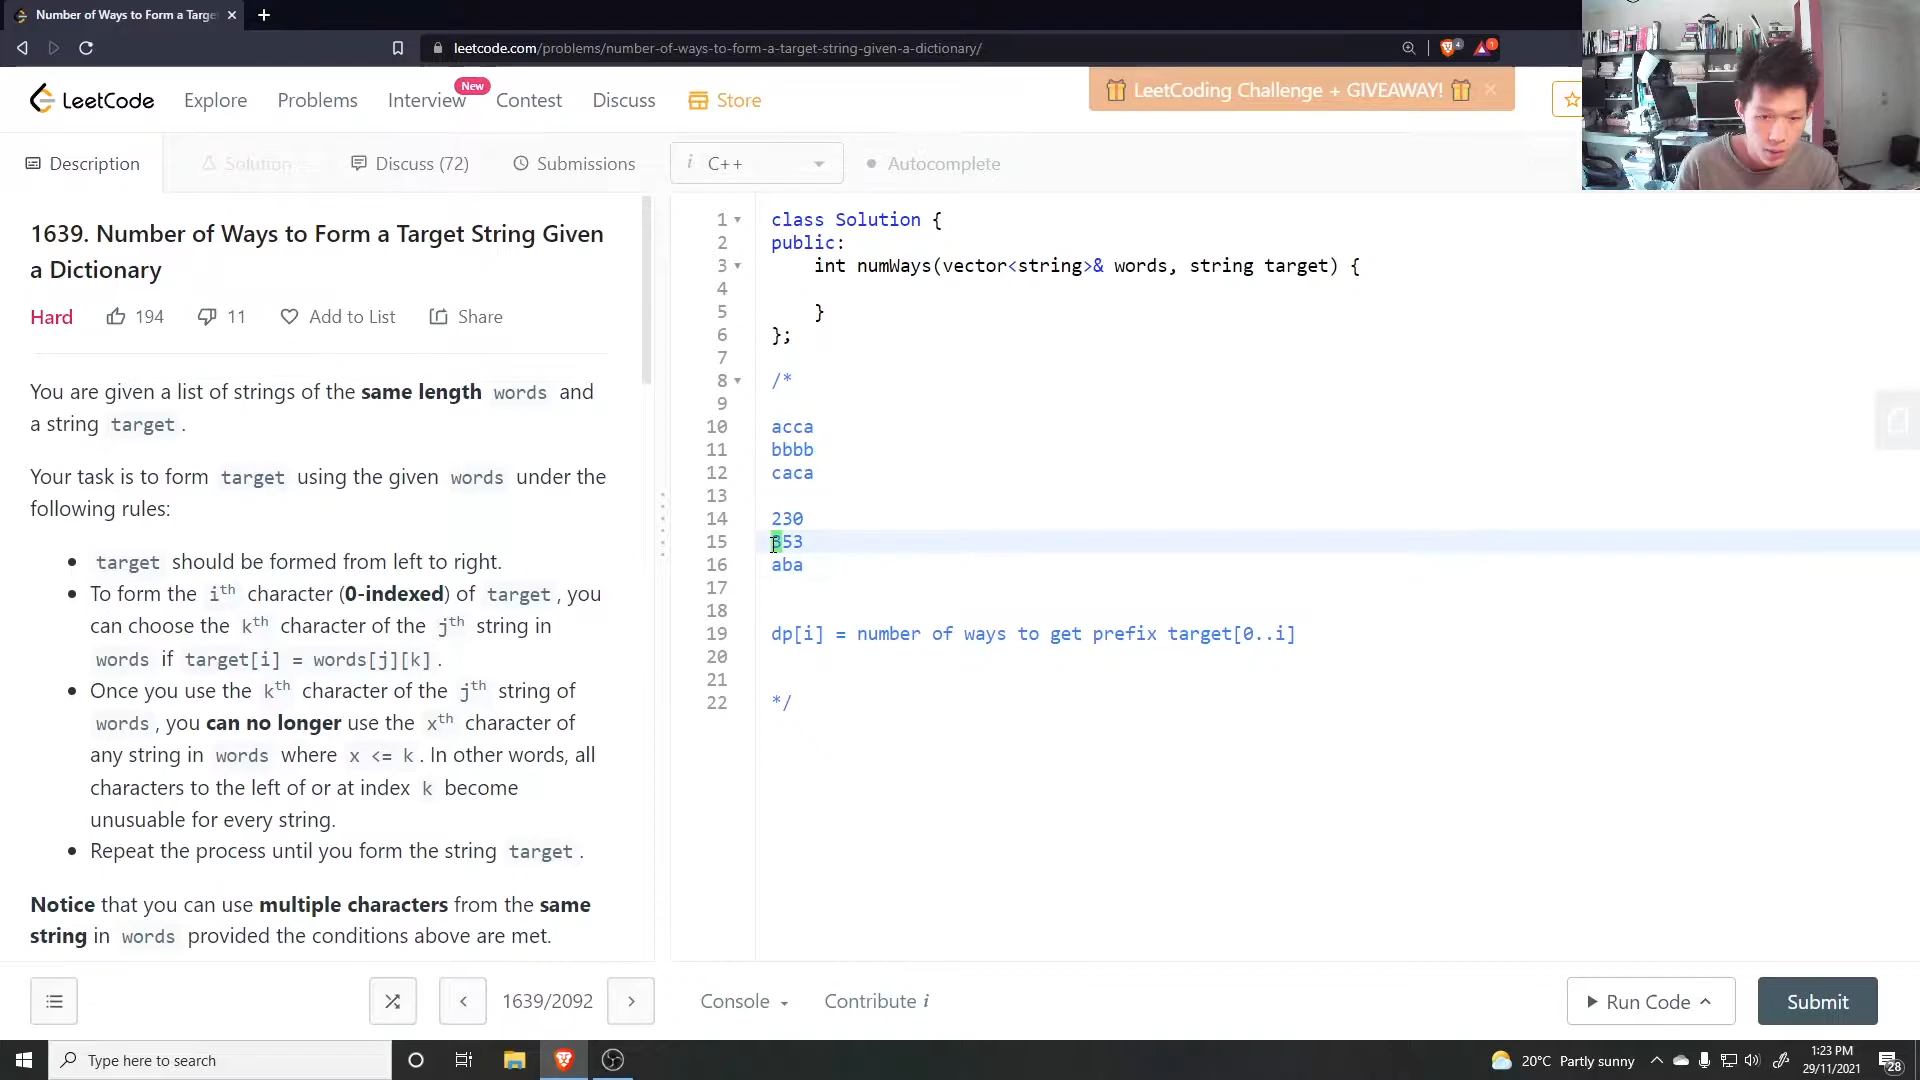 Number of Ways to Form a Targe
leetcode.com/problems/number-of-ways-to-form-a-target-string-given-a-dictionary/
4
1
LeetCode
Explore
Problems
Interview
New
Contest
Discuss
Store
LeetCoding Challenge + GIVEAWAY!
Description
Solution
Discuss (72)
Submissions
i C++
Autocomplete
1639. Number of Ways to Form a Target String Given
a Dictionary
Hard
194
11
Add to List
Share
You are given a list of strings of the same length words and
a string target.
Your task is to form target using the given words under the
following rules:
target should be formed from left to right.
To form the ith character (0-indexed) of target, you
can choose the kth character of the jth string in
words if target[i] = words[j][k].
Once you use the kth character of the jth string of
words, you can no longer use the xth character of
any string in words where x <= k. In other words, all
characters to the left of or at index k become
unusuable for every string.
Repeat the process until you form the string target.
Notice that you can use multiple characters from the same
string in words provided the conditions above are met.
1 class Solution {
2 public:
3 int numWays(vector<string>& words, string target) {
4
5 }
6 };
7
8 /*
9
10 acca
11 bbbb
12 caca
13
14 230
15 353
16 aba
17
18
19 dp[i] = number of ways to get prefix target[0..i]
20
21
22 */
1639/2092
Console
Contribute i
Run Code
Submit
Type here to search
20°C Partly sunny
1:23 PM
29/11/2021
28